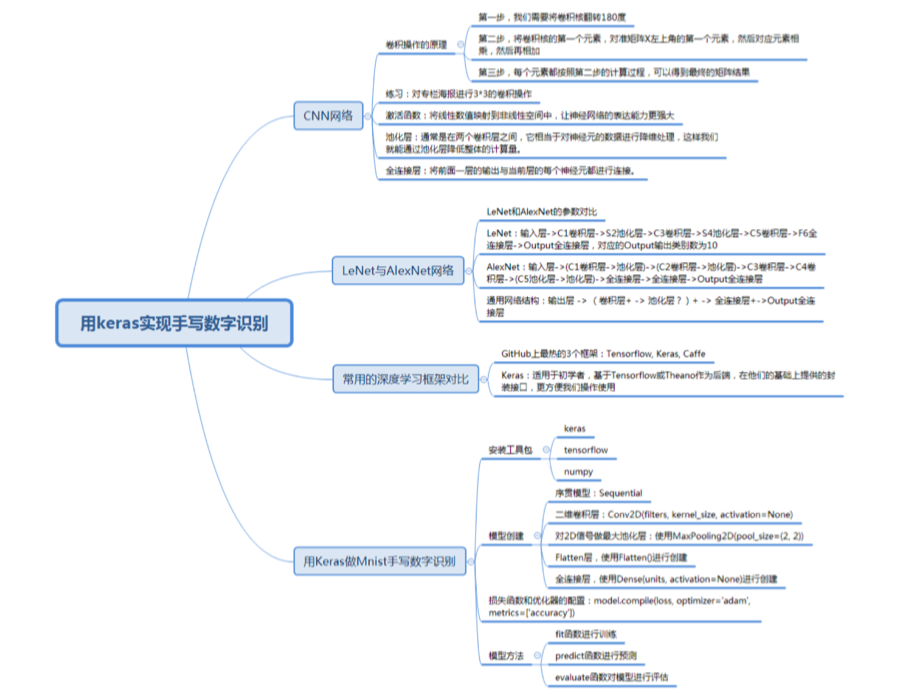 用keras实现手写数字识别
CNN网络
卷积操作的原理
第一步，我们需要将卷积核翻转180度
第二步，将卷积核的第一个元素，对准矩阵X左上角的第一个元素，然后对应元素相
乘，然后再相加
第三步，每个元素都按照第二步的计算过程，可以得到最终的矩阵结果
练习：对专栏海报进行3*3的卷积操作
激活函数：将线性数值映射到非线性空间中，让神经网络的表达能力更强大
池化层：通常是在两个卷积层之间，它相当于对神经元的数据进行降维处理，这样我们
就能通过池化层降低整体的计算量。
全连接层：将前面一层的输出与当前层的每个神经元都进行连接。
LeNet与AlexNet网络
LeNet和AlexNet的参数对比
LeNet：输入层->C1卷积层->S2池化层->C3卷积层->S4池化层->C5卷积层->F6全
连接层->Output全连接层，对应的Output输出类别数为10
AlexNet：输入层->(C1卷积层->池化层)->(C2卷积层->池化层)->C3卷积层->C4卷
积层->(C5池化层->池化层)->全连接层->全连接层->Output全连接层
通用网络结构：输出层 -> （卷积层+ -> 池化层？）+ -> 全连接层+->Output全连
接层
常用的深度学习框架对比
GitHub上最热的3个框架：Tensorflow, Keras, Caffe
Keras：适用于初学者，基于Tensorflow或Theano作为后端，在他们的基础上提供的封
装接口，更方便我们操作使用
用Keras做Mnist手写数字识别
安装工具包
keras
tensorflow
numpy
模型创建
序贯模型：Sequential
二维卷积层：Conv2D(filters, kernel_size, activation=None)
对2D信号做最大池化层：使用MaxPooling2D(pool_size=(2, 2))
Flatten层，使用Flatten()进行创建
全连接层，使用Dense(units, activation=None)进行创建
损失函数和优化器的配置：model.compile(loss, optimizer='adam',
metrics=['accuracy'])
模型方法
fit函数进行训练
predict函数进行预测
evaluate函数对模型进行评估